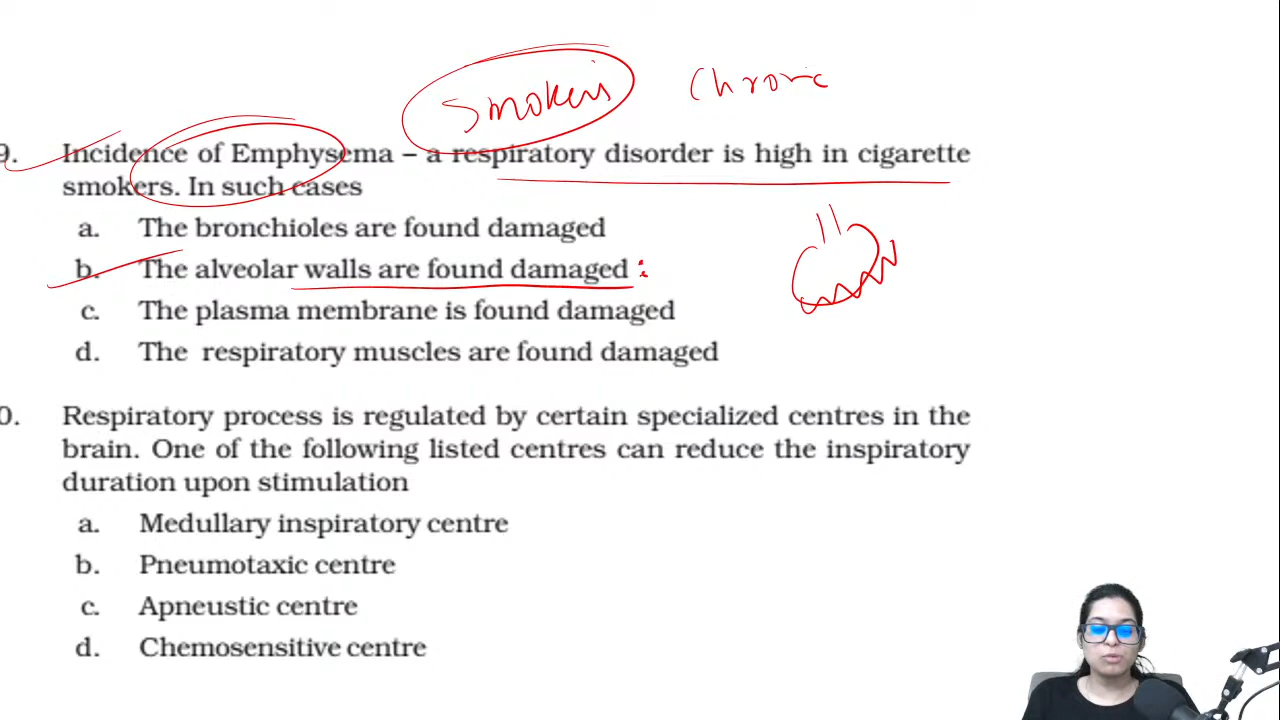 Smokers Chronic
9. Incidence of Emphysema – a respiratory disorder is high in cigarette
smokers. In such cases
a. The bronchioles are found damaged
b. The alveolar walls are found damaged :
c. The plasma membrane is found damaged
d. The respiratory muscles are found damaged
0. Respiratory process is regulated by certain specialized centres in the
brain. One of the following listed centres can reduce the inspiratory
duration upon stimulation
a. Medullary inspiratory centre
b. Pneumotaxic centre
c. Apneustic centre
d. Chemosensitive centre